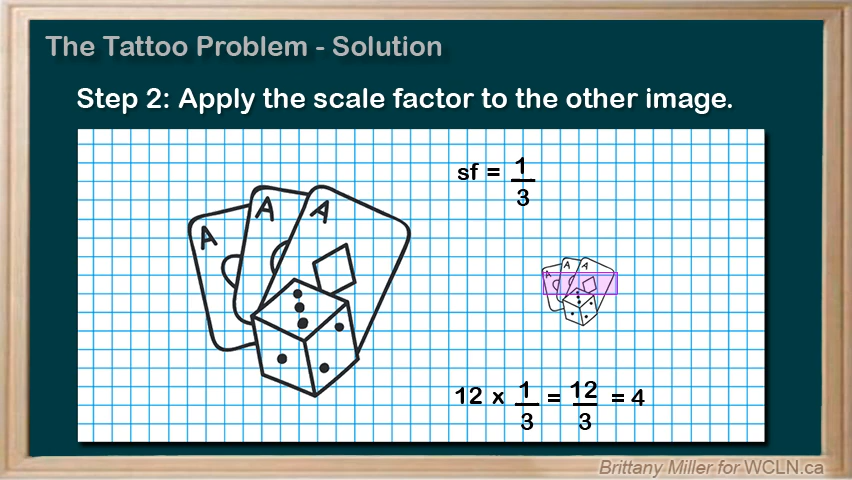 The Tattoo Problem - Solution
Step 2: Apply the scale factor to the other image.
sf = 1/3
A A A
A A A
12 x 1/3 = 12/3 = 4
Brittany Miller for WCLN.ca